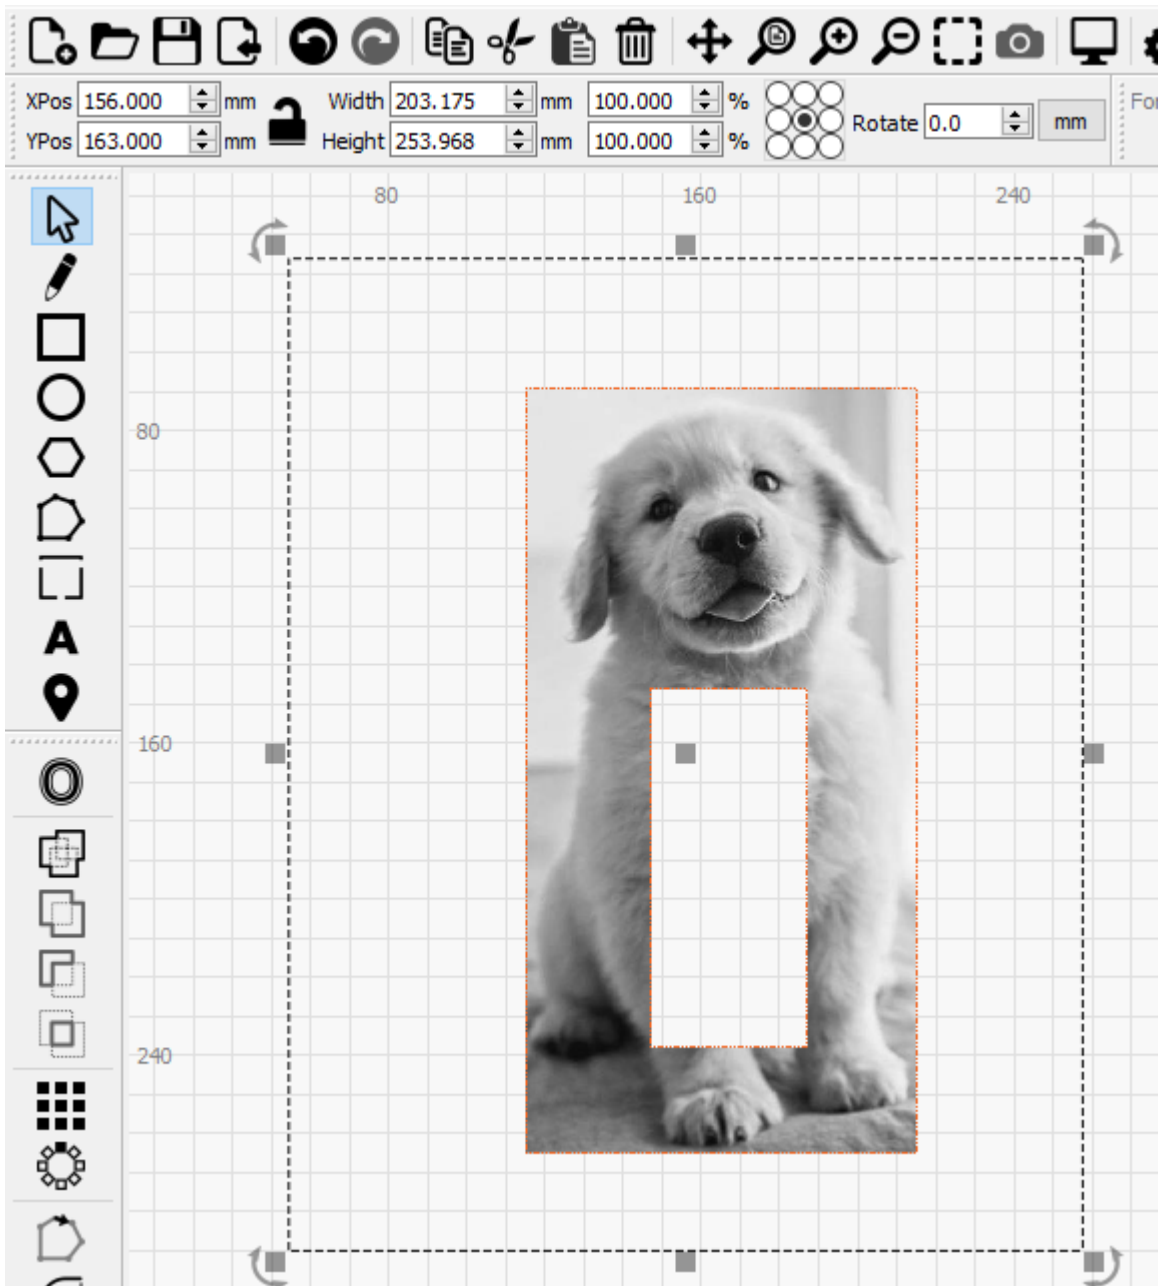 XPos 156.000 mm Width 203.175 mm 100.000 % Rotate 0.0 mm For
YPos 163.000 mm Height 253.968 mm 100.000 %
80 160 240
80
160
240
A